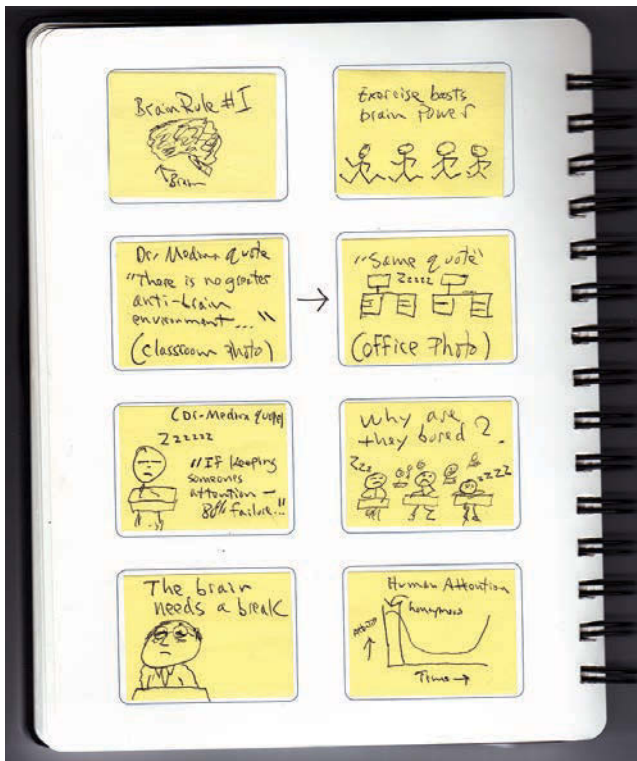 Brain Rule #1
Brain
Exercise boosts
brain power
Dr. Medina quote
"There is no greater
anti-brain
environment..."
(classroom photo)
"Same quote"
zzzzz
(office photo)
(Dr. Medina quote)
Zzzzzz
"If keeping
someones
attention –
80% failure..."
Why are
they bored?
Zzz
zZZZ
The brain
needs a break
Human Attention
honeymoon
Time →